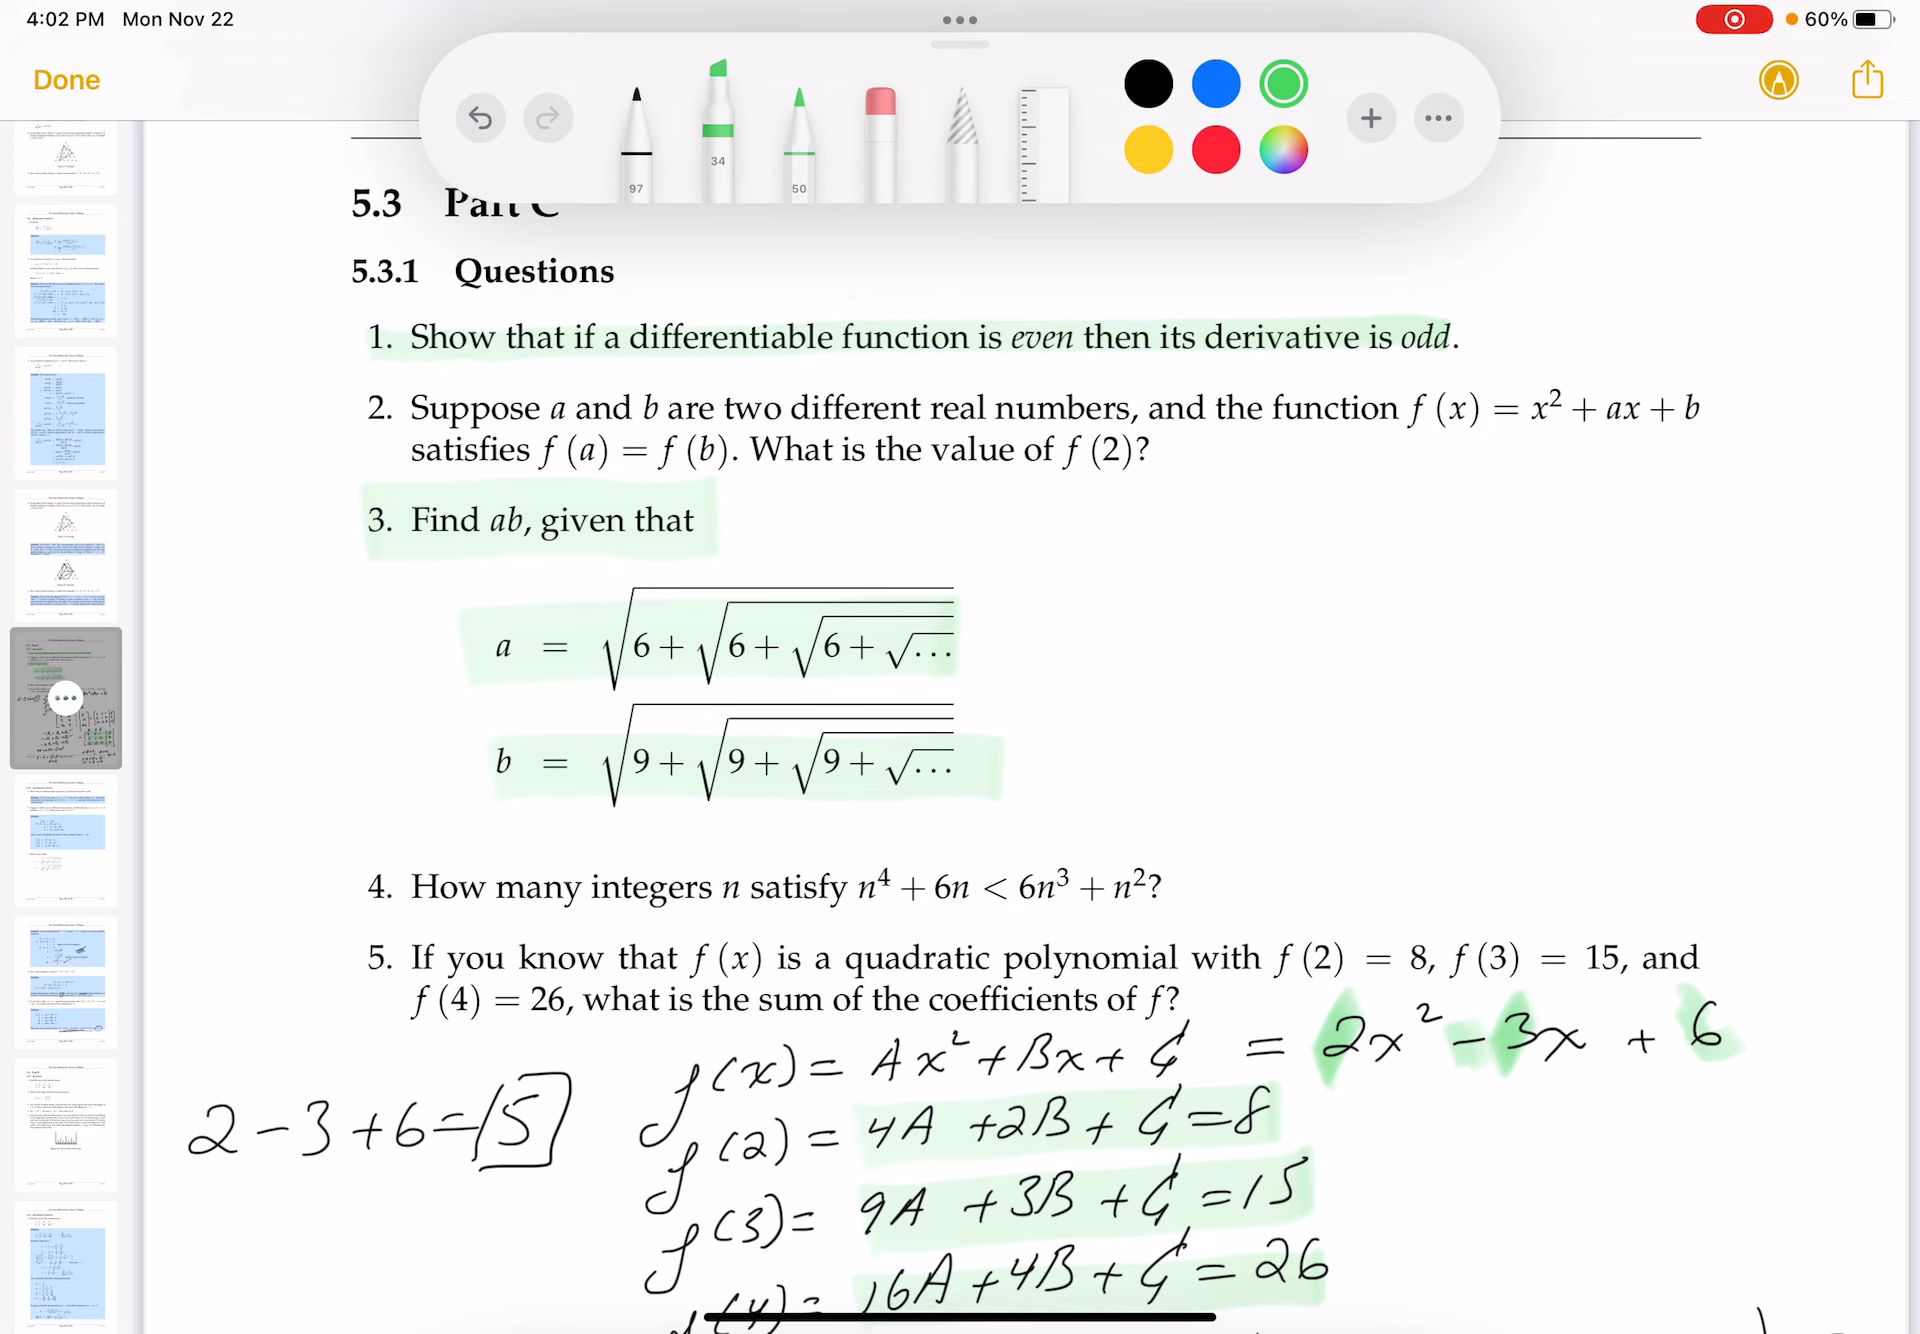 4:02 PM Mon Nov 22
60%
Done
97
34
50
5.3 Part C
5.3.1 Questions
1. Show that if a differentiable function is even then its derivative is odd.
2. Suppose a and b are two different real numbers, and the function f (x) = x² + ax + b
satisfies f (a) = f (b). What is the value of f (2)?
3. Find ab, given that
a = √6 + √6 + √6 + √...
b = √9 + √9 + √9 + √...
4. How many integers n satisfy n⁴ + 6n < 6n³ + n²?
5. If you know that f (x) is a quadratic polynomial with f (2) = 8, f (3) = 15, and
f (4) = 26, what is the sum of the coefficients of f?
f(x) = Ax² + Bx + C = 2x² - 3x + 6
2 - 3 + 6 = 5
f(2) = 4A + 2B + C = 8
f(3) = 9A + 3B + C = 15
f(4) = 16A + 4B + C = 26